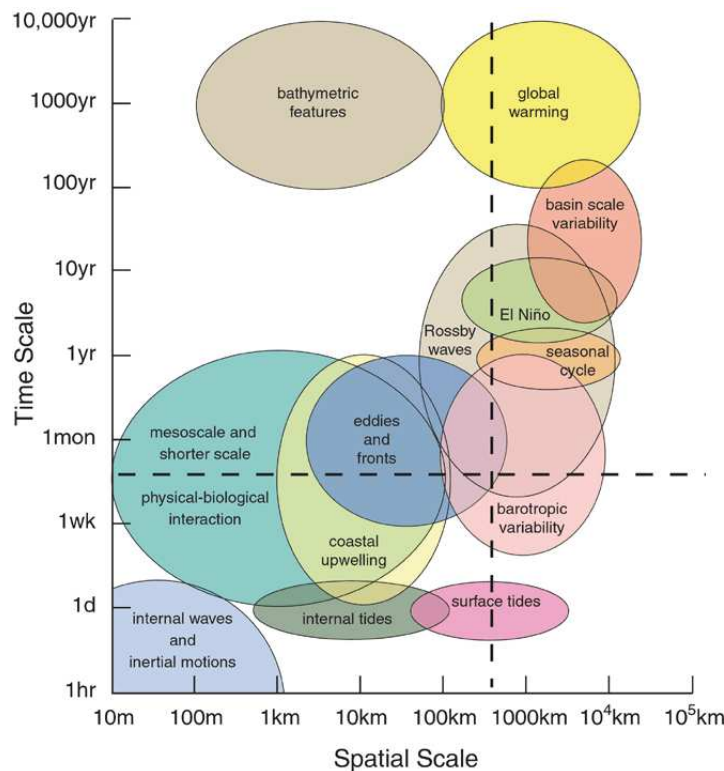 10,000yr
1000yr
100yr
10yr
1yr
1mon
1wk
1d
1hr
Time Scale
bathymetric
features
global
warming
basin scale
variability
El Niño
Rossby
waves
seasonal
cycle
mesoscale and
shorter scale
physical-biological
interaction
eddies
and
fronts
coastal
upwelling
barotropic
variability
internal waves
and
inertial motions
internal tides
surface tides
10m
100m
1km
10km
100km
1000km
10⁴km
10⁵km
Spatial Scale